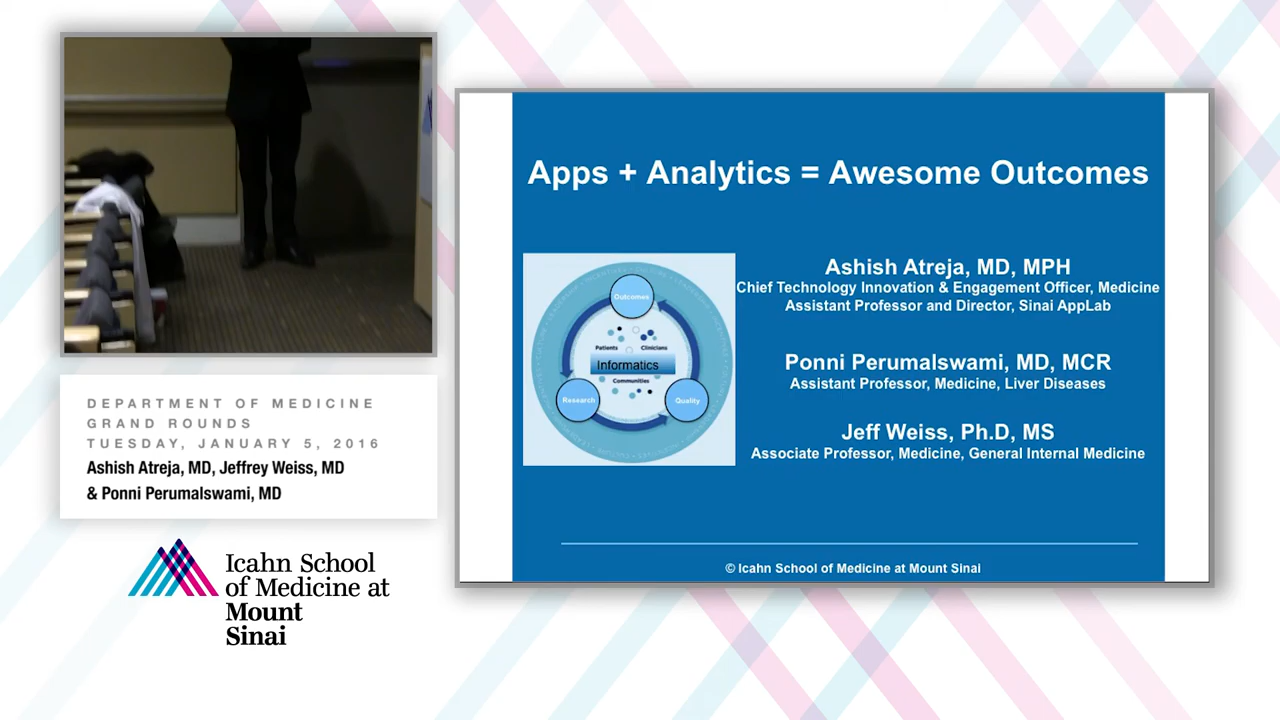 DEPARTMENT OF MEDICINE
GRAND ROUNDS
TUESDAY, JANUARY 5, 2016
Ashish Atreja, MD, Jeffrey Weiss, MD
& Ponni Perumalswami, MD
Icahn School
of Medicine at
Mount
Sinai
Apps + Analytics = Awesome Outcomes
Outcomes
Patients Clinicians
Informatics
Communities
Research Quality
Ashish Atreja, MD, MPH
Chief Technology Innovation & Engagement Officer, Medicine
Assistant Professor and Director, Sinai AppLab
Ponni Perumalswami, MD, MCR
Assistant Professor, Medicine, Liver Diseases
Jeff Weiss, Ph.D, MS
Associate Professor, Medicine, General Internal Medicine
© Icahn School of Medicine at Mount Sinai